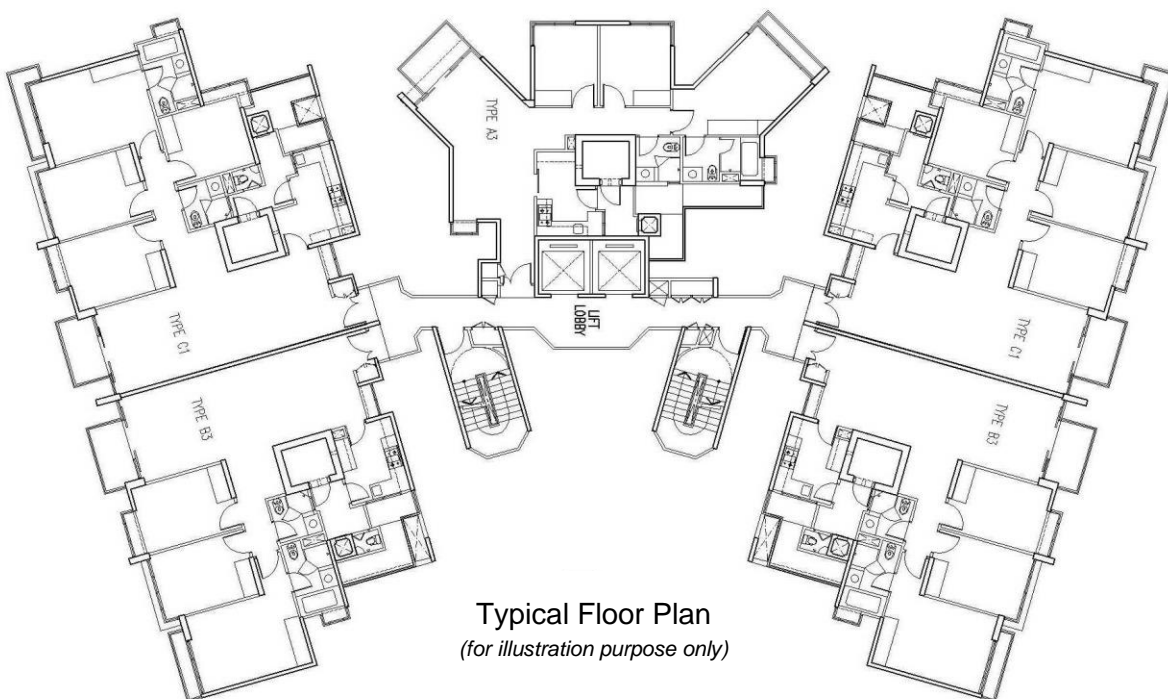 TYPE A3
LIFT
LOBBY
TYPE C1
TYPE C1
TYPE B3
TYPE B3
Typical Floor Plan
(for illustration purpose only)